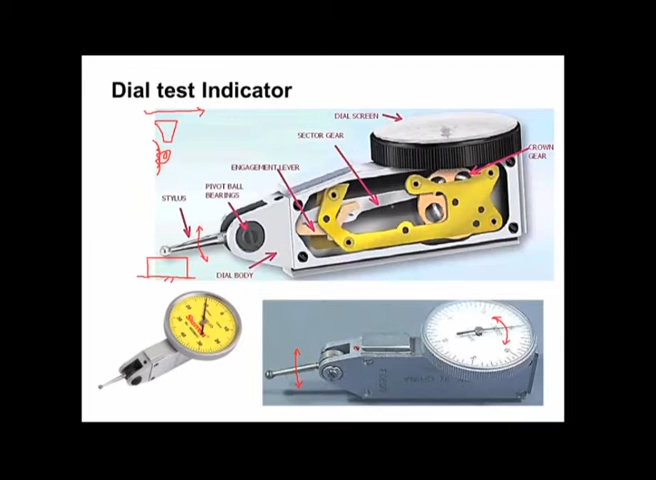 Dial test Indicator
DIAL SCREEN
SECTOR GEAR
CROWN
GEAR
ENGAGEMENT LEVER
PIVOT BALL
BEARINGS
STYLUS
DIAL BODY